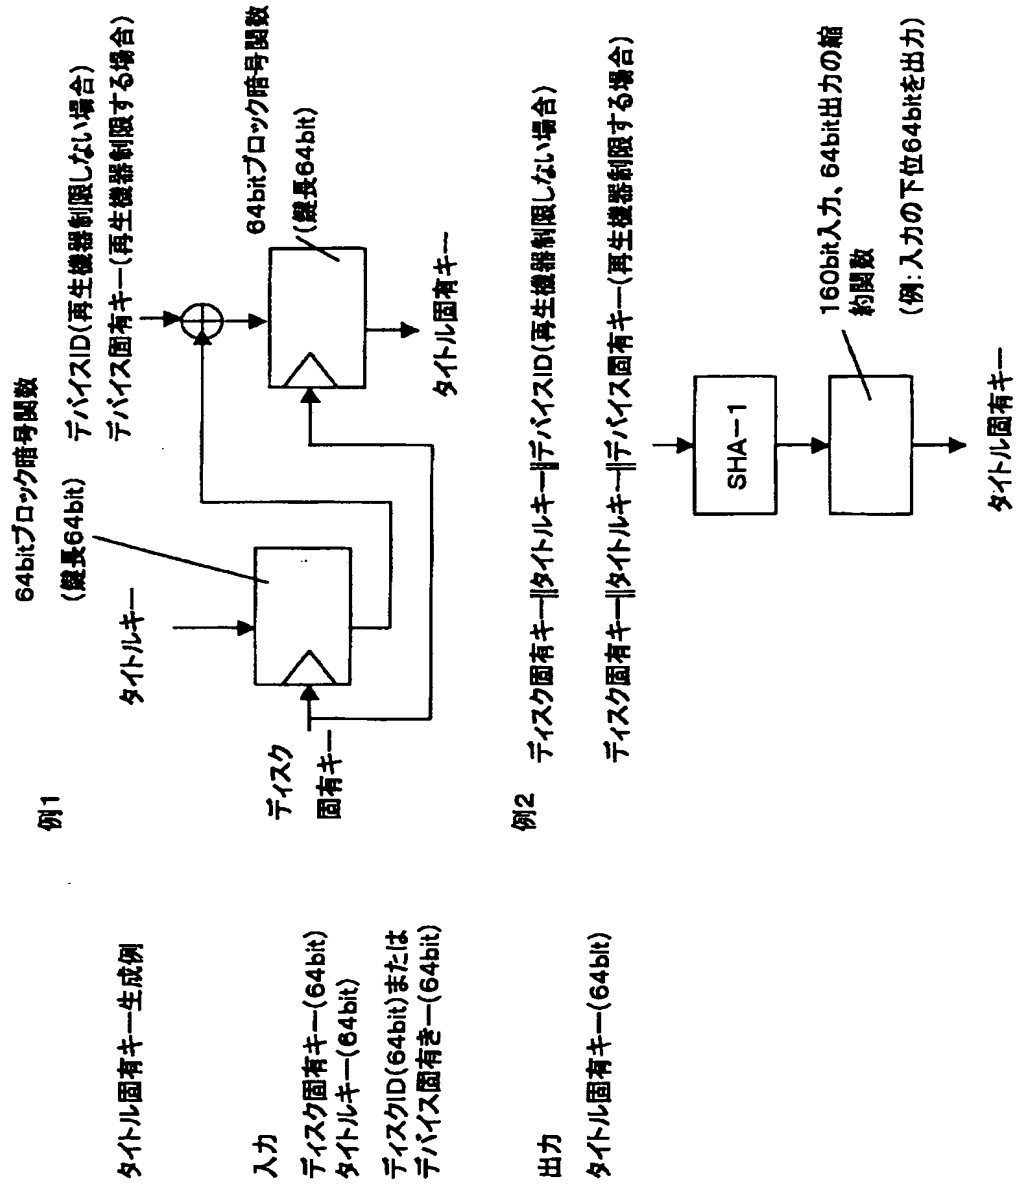 タイトル固有キー生成例
入力
ディスク固有キー(64bit)
タイトルキー(64bit)
ディスクID(64bit)または
デバイス固有き一(64bit)
出力
タイトル固有キー(64bit)
例1
64bitブロック暗号関数
(鍵長64bit)
タイトルキー
ディスク
固有キー
デバイスID(再生機器制限しない場合)
デバイス固有キー(再生機器制限する場合)
64bitブロック暗号関数
(鍵長64bit)
タイトル固有キー
例2
ディスク固有キー||タイトルキー||デバイスID(再生機器制限しない場合)
ディスク固有キー||タイトルキー||デバイス固有キー(再生機器制限する場合)
SHA-1
160bit入力、64bit出力の縮
約関数
(例:入力の下位64bitを出力)
タイトル固有キー